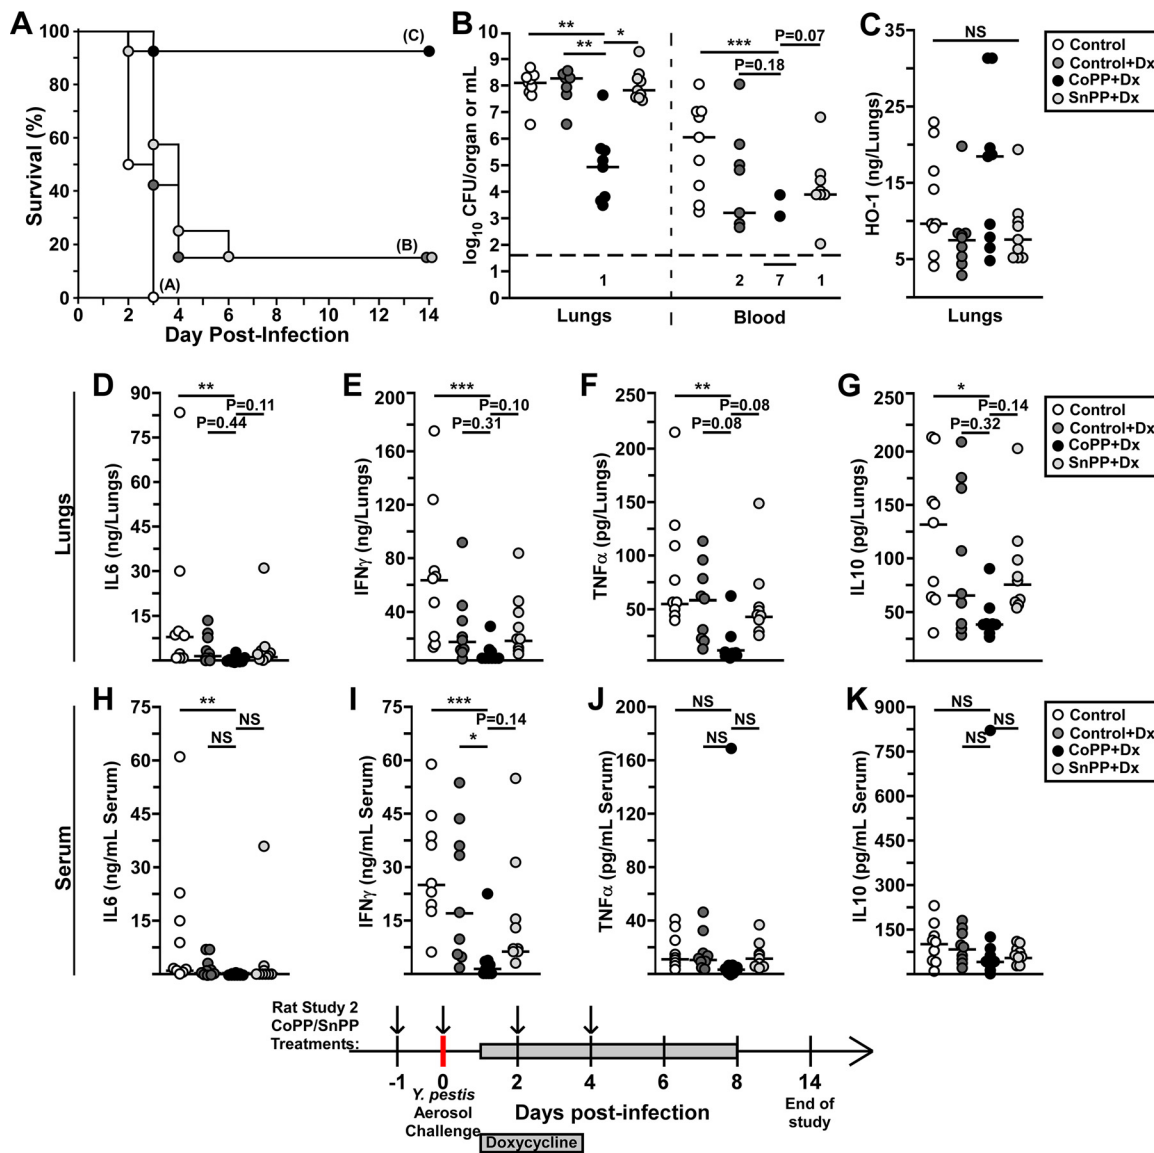 A
Survival (%)
100
80
60
40
20
0
(C)
(B)
(A)
0 2 4 6 8 10 12 14
Day Post-Infection
B
log10 CFU/organ or mL
10
9
8
7
6
5
4
3
2
1
0
** *** P=0.07
** * P=0.18
1 2 7 1
Lungs Blood
C
HO-1 (ng/Lungs)
35
25
15
5
NS
Lungs
Control
Control+Dx
CoPP+Dx
SnPP+Dx
Lungs
D
IL6 (ng/Lungs)
90
75
60
45
30
15
**
P=0.11
P=0.44
E
IFNγ (ng/Lungs)
200
160
120
80
40
***
P=0.10
P=0.31
F
TNFα (pg/Lungs)
250
200
150
100
50
**
P=0.08
P=0.08
G
IL10 (pg/Lungs)
250
200
150
100
50
*
P=0.14
P=0.32
Control
Control+Dx
CoPP+Dx
SnPP+Dx
Serum
H
IL6 (ng/mL Serum)
75
60
45
30
15
**
NS
NS
I
IFNγ (ng/mL Serum)
75
60
45
30
15
***
P=0.14
*
J
TNFα (pg/mL Serum)
200
160
120
80
40
NS
NS
NS
K
IL10 (pg/mL Serum)
900
750
600
450
300
150
NS
NS
NS
Control
Control+Dx
CoPP+Dx
SnPP+Dx
Rat Study 2
CoPP/SnPP
Treatments:
-1 0 2 4 6 8 14
Y. pestis
Aerosol
Challenge
Days post-infection
End of
study
Doxycycline